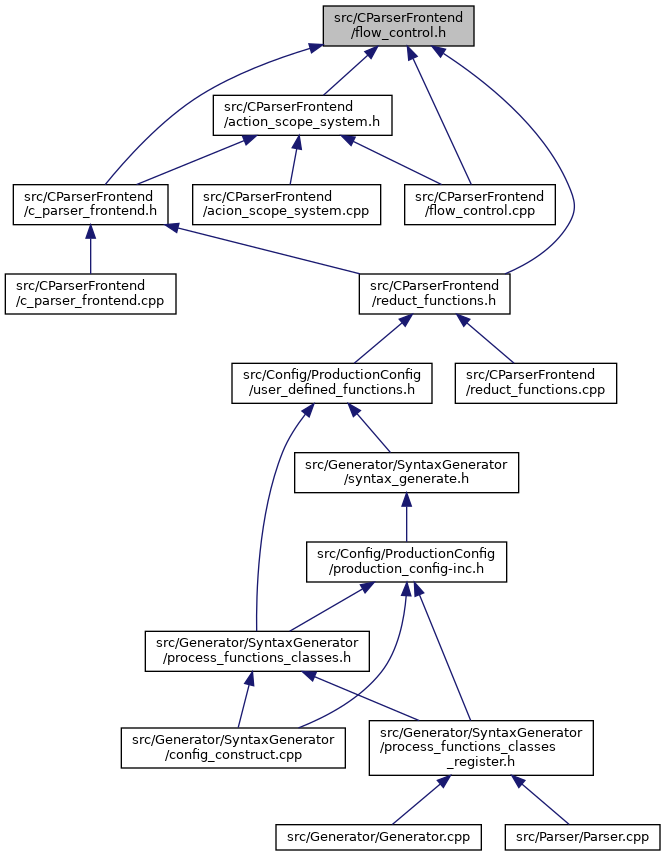 src/CParserFrontend
/flow_control.h
src/CParserFrontend
/action_scope_system.h
src/CParserFrontend
/c_parser_frontend.h
src/CParserFrontend
/acion_scope_system.cpp
src/CParserFrontend
/flow_control.cpp
src/CParserFrontend
/c_parser_frontend.cpp
src/CParserFrontend
/reduct_functions.h
src/Config/ProductionConfig
/user_defined_functions.h
src/CParserFrontend
/reduct_functions.cpp
src/Generator/SyntaxGenerator
/syntax_generate.h
src/Config/ProductionConfig
/production_config-inc.h
src/Generator/SyntaxGenerator
/process_functions_classes.h
src/Generator/SyntaxGenerator
/config_construct.cpp
src/Generator/SyntaxGenerator
/process_functions_classes
_register.h
src/Generator/Generator.cpp
src/Parser/Parser.cpp